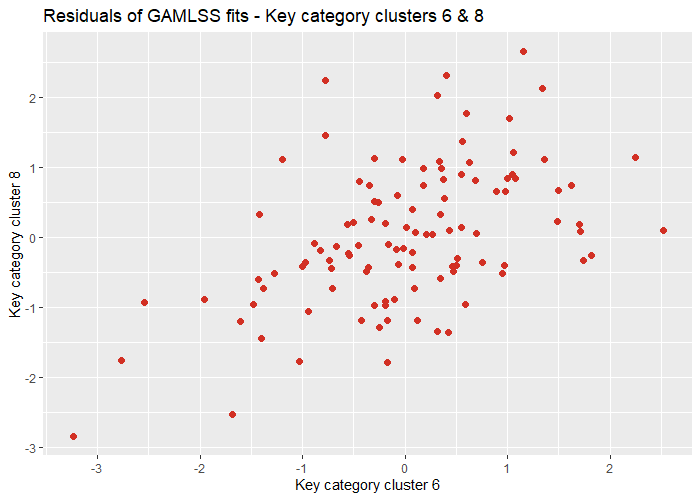 Residuals of GAMLSS fits - Key category clusters 6 & 8
Key category cluster 8
2
1
0
-1
-2
-3
-3 -2 -1 0 1 2
Key category cluster 6